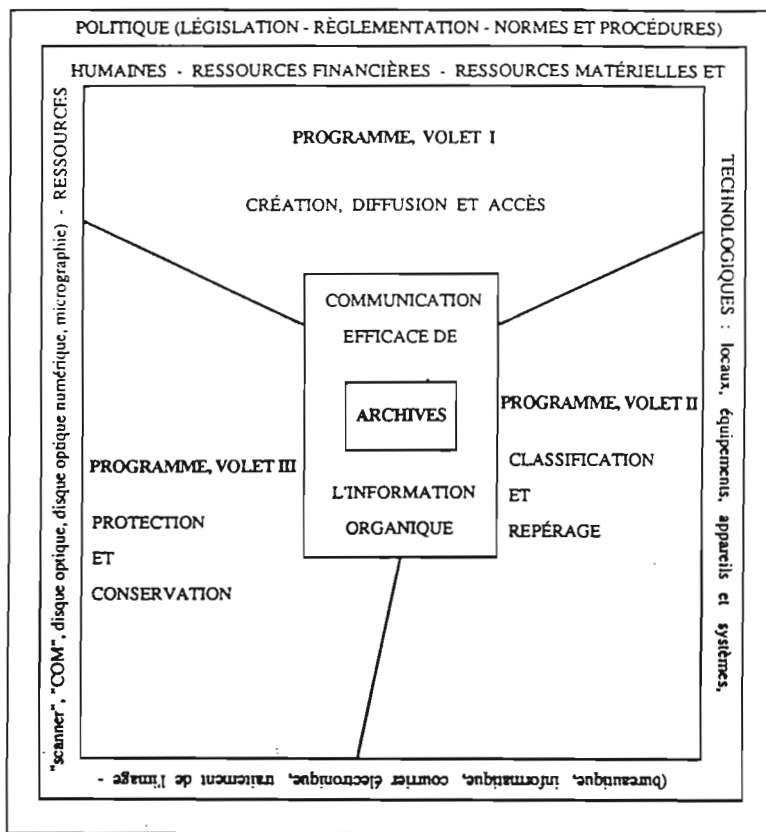 POLITIQUE (LÉGISLATION - RÈGLEMENTATION - NORMES ET PROCÉDURES)
HUMAINES - RESSOURCES FINANCIÈRES - RESSOURCES MATÉRIELLES ET
TECHNOLOGIQUES : locaux, équipements, appareils et systèmes,
(bureautique, informatique, courrier électronique, traitement de l'image -
"scanner", "COM", disque optique, disque optique numérique, micrographie) - RESSOURCES
PROGRAMME, VOLET I
CRÉATION, DIFFUSION ET ACCÈS
COMMUNICATION
EFFICACE DE
ARCHIVES
L'INFORMATION
ORGANIQUE
PROGRAMME, VOLET II
CLASSIFICATION
ET
REPÉRAGE
PROGRAMME, VOLET III
PROTECTION
ET
CONSERVATION